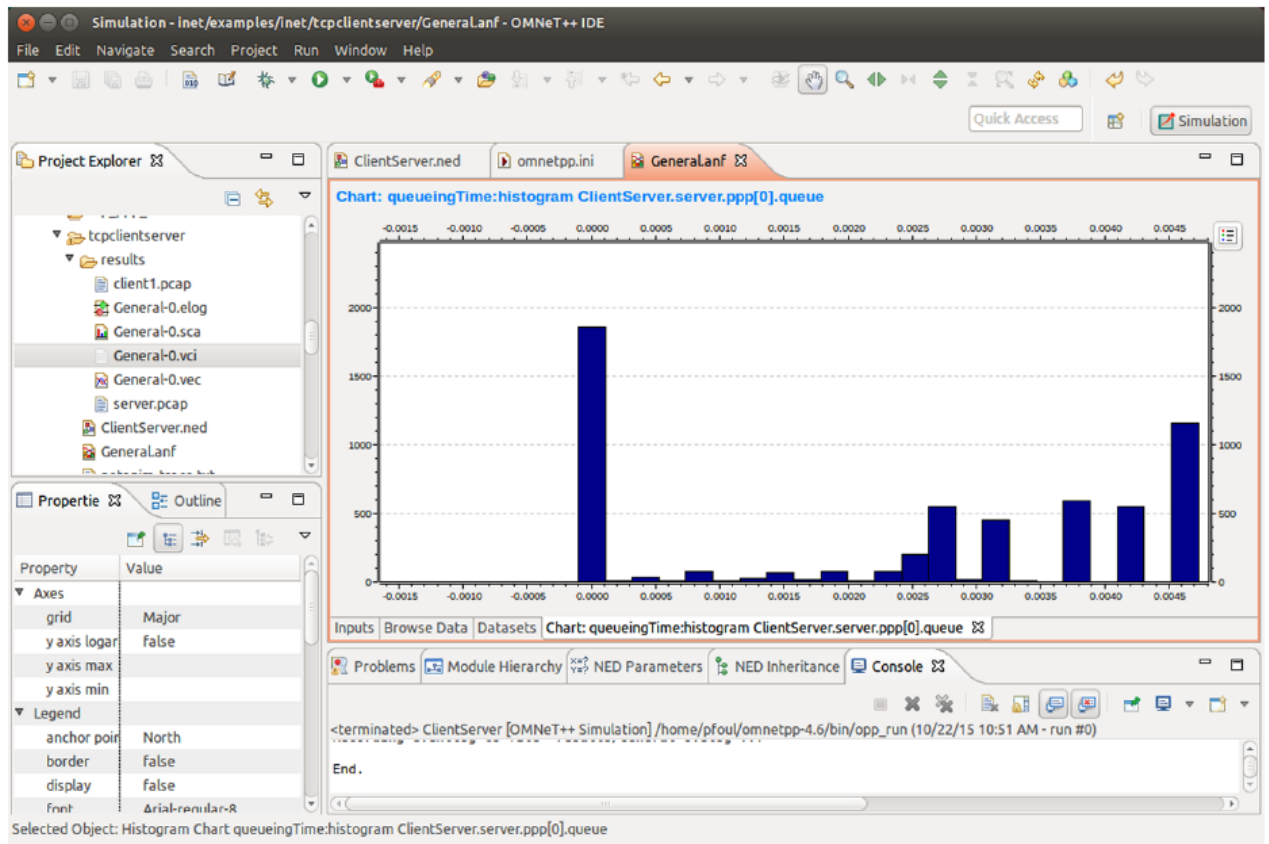 Simulation - inet/examples/inet/tcpclientserver/General.anf - OMNeT++ IDE
File Edit Navigate Search Project Run Window Help
Quick Access
Simulation
Project Explorer
tcpclientserver
results
client1.pcap
General-0.elog
General-0.sca
General-0.vci
General-0.vec
server.pcap
ClientServer.ned
General.anf
Propertie Outline
Property Value
Axes
grid Major
y axis logar false
y axis max
y axis min
Legend
anchor poin North
border false
display false
font Arial-regular-8
ClientServer.ned omnetpp.ini General.anf
Chart: queueingTime:histogram ClientServer.server.ppp[0].queue
-0.0015 -0.0010 -0.0005 0.0000 0.0005 0.0010 0.0015 0.0020 0.0025 0.0030 0.0035 0.0040 0.0045
2000 2000
1500 1500
1000 1000
500 500
0 0
-0.0015 -0.0010 -0.0005 0.0000 0.0005 0.0010 0.0015 0.0020 0.0025 0.0030 0.0035 0.0040 0.0045
Inputs Browse Data Datasets Chart: queueingTime:histogram ClientServer.server.ppp[0].queue
Problems Module Hierarchy NED Parameters NED Inheritance Console
<terminated> ClientServer [OMNeT++ Simulation] /home/pfoul/omnetpp-4.6/bin/opp_run (10/22/15 10:51 AM - run #0)
End.
Selected Object: Histogram Chart queueingTime:histogram ClientServer.server.ppp[0].queue